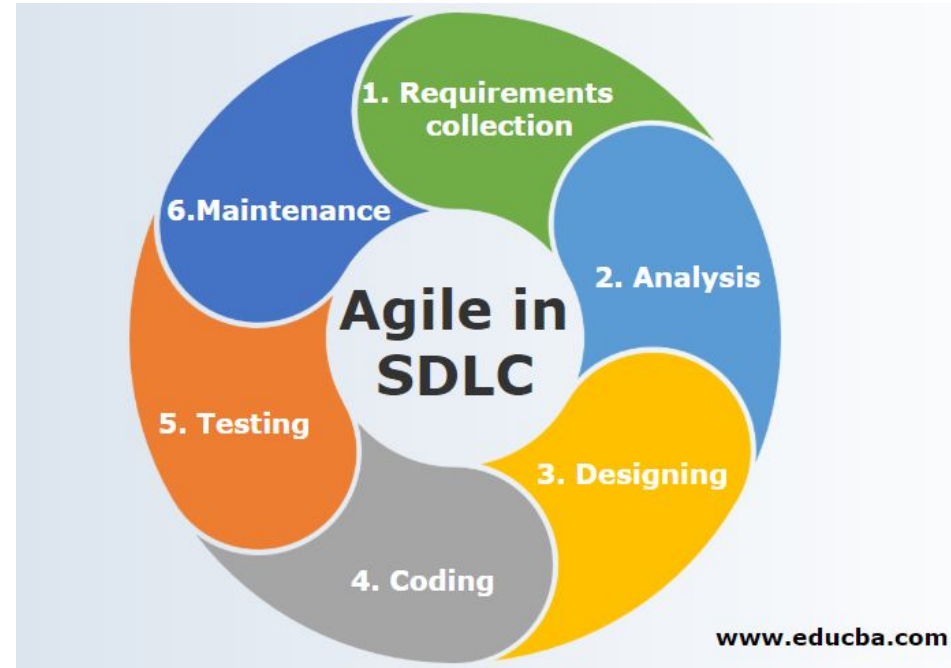 1. Requirements
collection
2. Analysis
3. Designing
4. Coding
5. Testing
6.Maintenance
Agile in
SDLC
www.educba.com